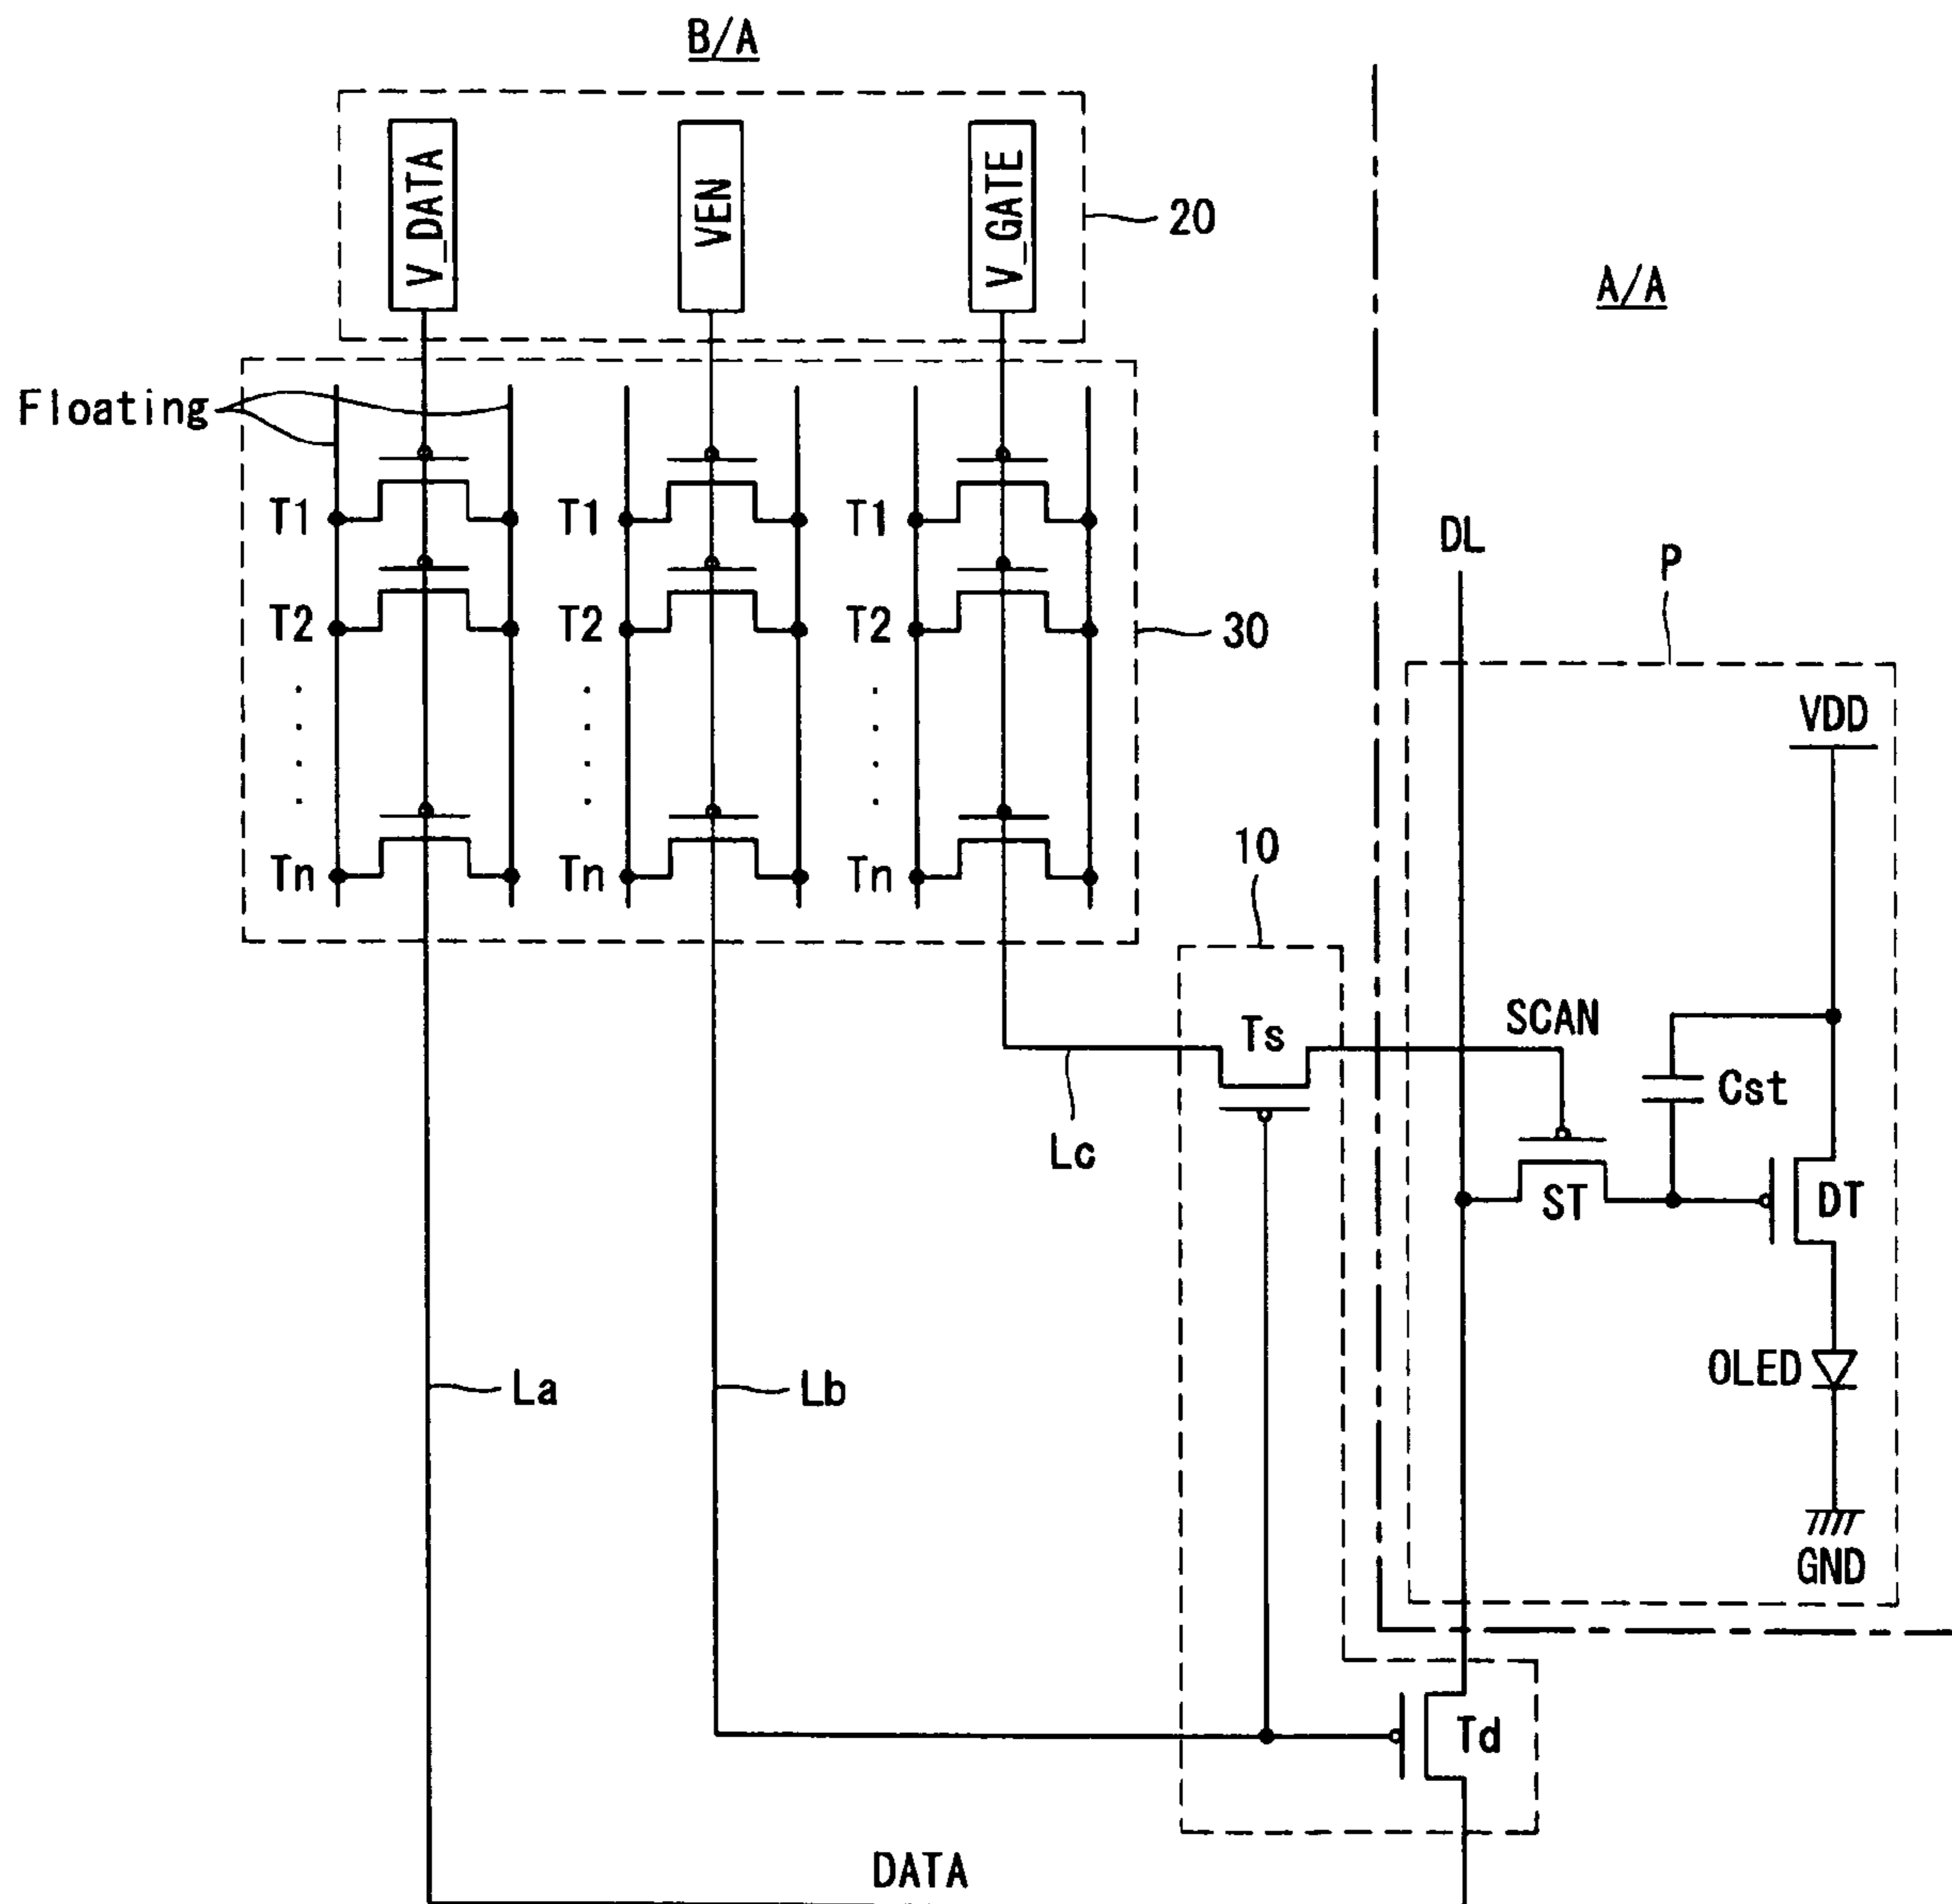 B/A
V_DATA
VEN
V_GATE
20
A/A
Floating
T1
T1
T1
DL
P
T2
T2
T2
30
VDD
10
Tn
Tn
Tn
SCAN
Ts
Cst
Lc
ST
DT
OLED
La
Lb
GND
Td
DATA